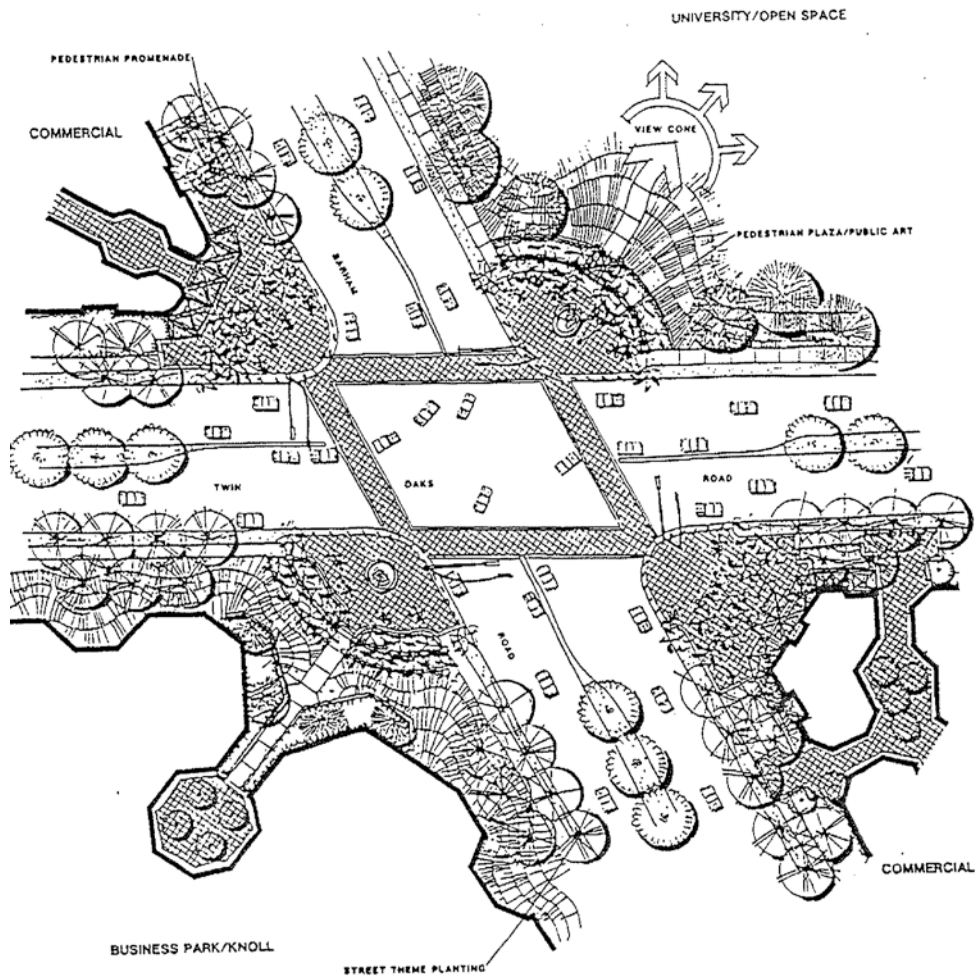 UNIVERSITY/OPEN SPACE
PEDESTRIAN PROMENADE
COMMERCIAL
VIEW CONE
PEDESTRIAN PLAZA/PUBLIC ART
BARHAM
TWIN
OAKS
ROAD
ROAD
COMMERCIAL
BUSINESS PARK/KNOLL
STREET THEME PLANTING